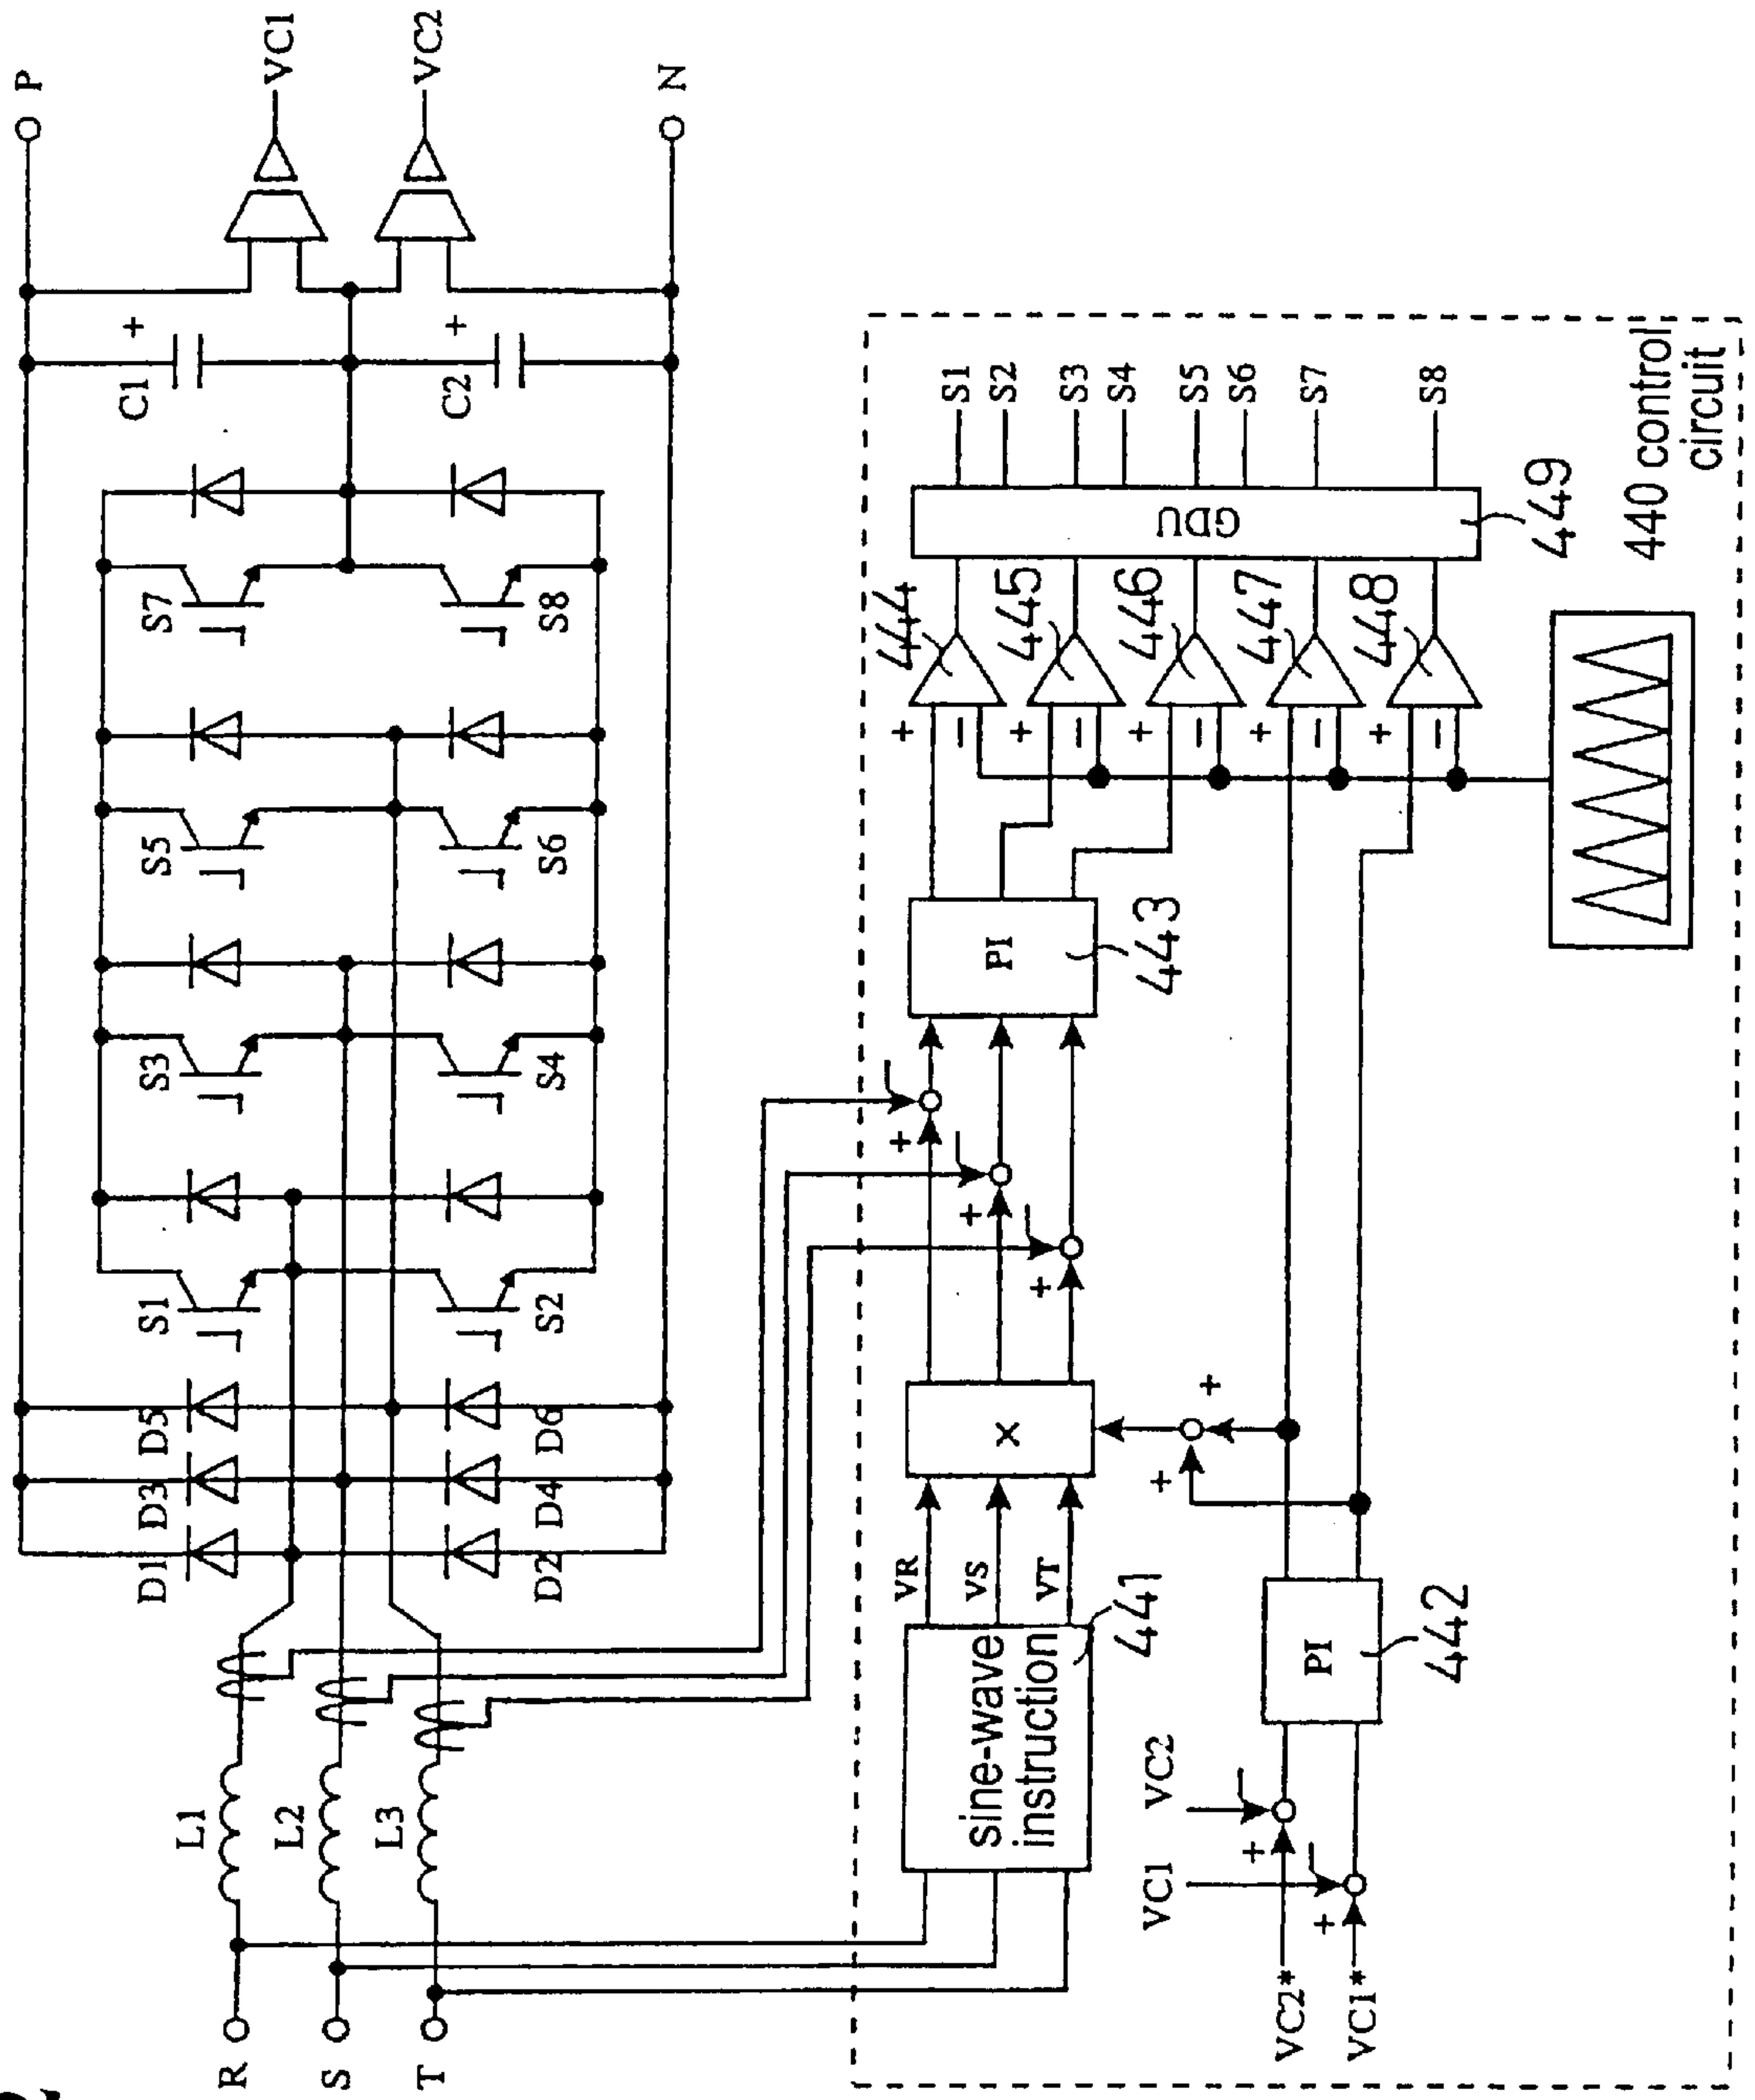 R
S
T
L1
L2
L3
D1
D3
D5
D2
D4
D6
S1
S2
S3
S4
S5
S6
S7
S8
C1
+
C2
+
P
VC1
VC2
N
sine-wave
instruction
441
VR
VS
VT
X
+
+
+
+
+
PI
443
VC1
VC2
VC2*
VC1*
+
+
PI
442
+
−
+
−
+
−
+
−
+
−
444
445
446
447
448
GDU
449
S1
S2
S3
S4
S5
S6
S7
S8
440 control
circuit